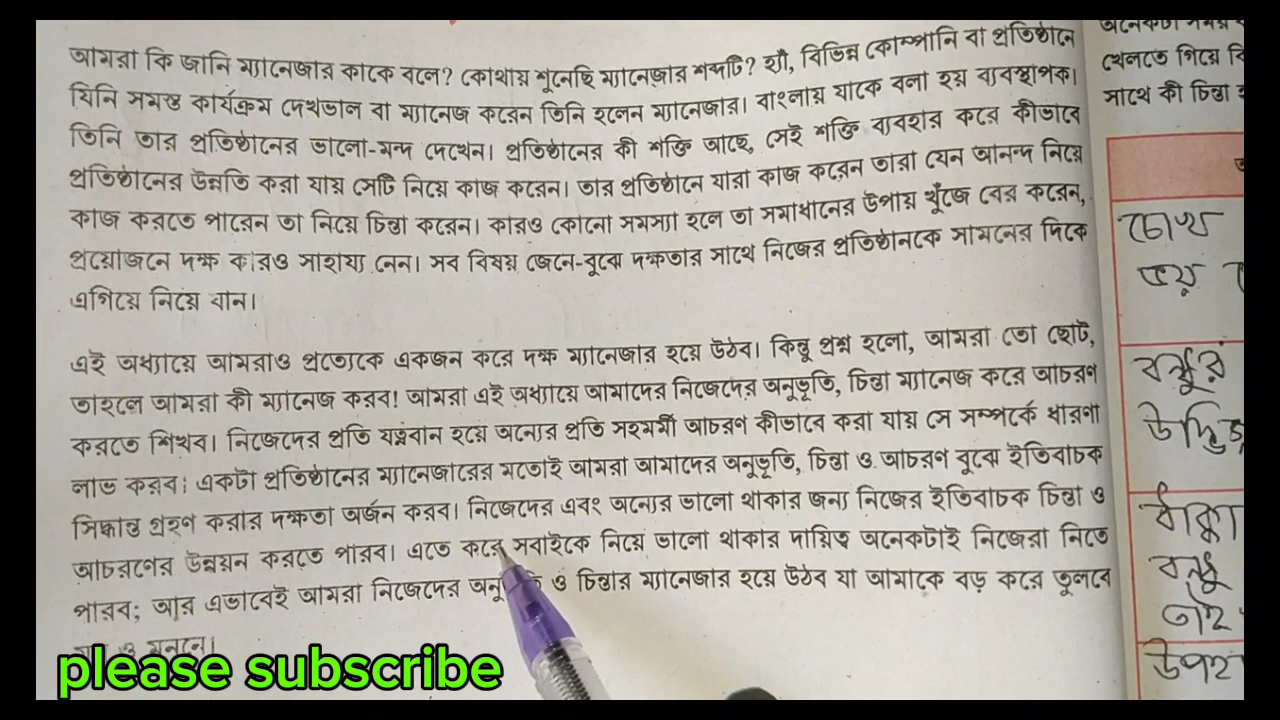 আমরা কি জানি ম্যানেজার কাকে বলে? কোথায় শুনেছি ম্যানেজার শব্দটি? হ্যাঁ, বিভিন্ন কোম্পানি বা প্রতিষ্ঠানে
যিনি সমস্ত কার্যক্রম দেখভাল বা ম্যানেজ করেন তিনি হলেন ম্যানেজার। বাংলায় যাকে বলা হয় ব্যবস্থাপক।
তিনি তার প্রতিষ্ঠানের ভালো-মন্দ দেখেন। প্রতিষ্ঠানের কী শক্তি আছে, সেই শক্তি ব্যবহার করে কীভাবে
প্রতিষ্ঠানের উন্নতি করা যায় সেটি নিয়ে কাজ করেন। তার প্রতিষ্ঠানে যারা কাজ করেন তারা যেন আনন্দ নিয়ে
কাজ করতে পারেন তা নিয়ে চিন্তা করেন। কারও কোনো সমস্যা হলে তা সমাধানের উপায় খুঁজে বের করেন,
প্রয়োজনে দক্ষ কারও সাহায্য নেন। সব বিষয় জেনে-বুঝে দক্ষতার সাথে নিজের প্রতিষ্ঠানকে সামনের দিকে
এগিয়ে নিয়ে যান।
এই অধ্যায়ে আমরাও প্রত্যেকে একজন করে দক্ষ ম্যানেজার হয়ে উঠব। কিন্তু প্রশ্ন হলো, আমরা তো ছোট,
তাহলে আমরা কী ম্যানেজ করব! আমরা এই অধ্যায়ে আমাদের নিজেদের অনুভূতি, চিন্তা ম্যানেজ করে আচরণ
করতে শিখব। নিজেদের প্রতি যত্নবান হয়ে অন্যের প্রতি সহমর্মী আচরণ কীভাবে করা যায় সে সম্পর্কে ধারণা
লাভ করব; একটা প্রতিষ্ঠানের ম্যানেজারের মতোই আমরা আমাদের অনুভূতি, চিন্তা ও আচরণ বুঝে ইতিবাচক
সিদ্ধান্ত গ্রহণ করার দক্ষতা অর্জন করব। নিজেদের এবং অন্যের ভালো থাকার জন্য নিজের ইতিবাচক চিন্তা ও
আচরণের উন্নয়ন করতে পারব। এতে করে সবাইকে নিয়ে ভালো থাকার দায়িত্ব অনেকটাই নিজেরা নিতে
পারব; আর এভাবেই আমরা নিজেদের ও চিন্তার ম্যানেজার হয়ে উঠব যা আমাকে বড় করে তুলবে
ও মননে।
please subscribe
খেলতে গিয়ে
সাথে কী চিন্তা
চোখ
ভয়
বন্ধুর
ধাক্কা
বন্ধু
তাই